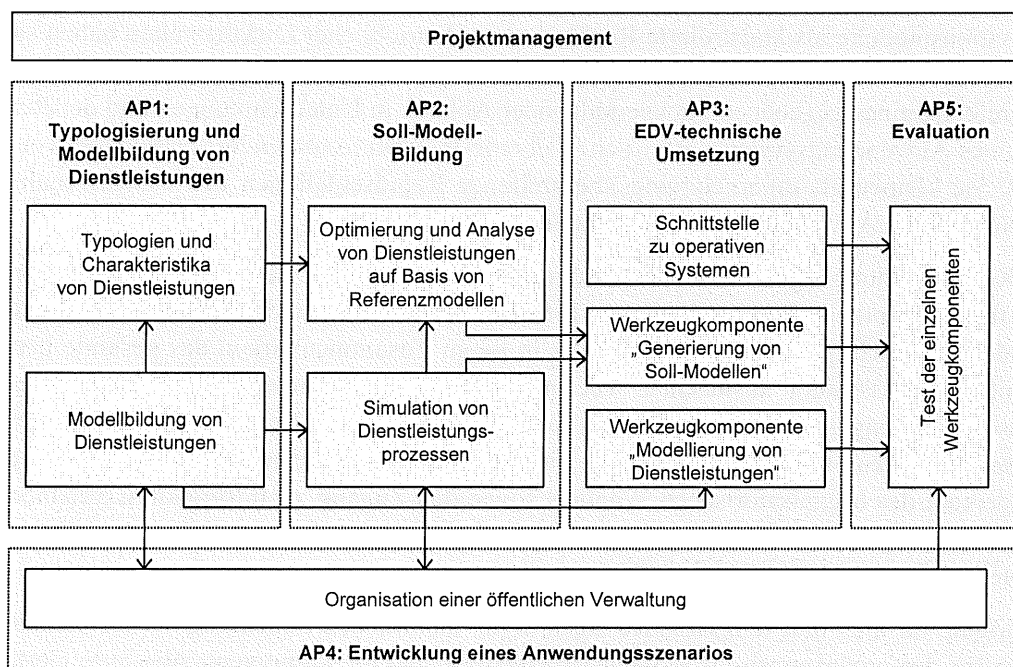 Projektmanagement
AP1:
Typologisierung und
Modellbildung von
Dienstleistungen
Typologien und
Charakteristika
von Dienstleistungen
Modellbildung von
Dienstleistungen
AP2:
Soll-Modell-
Bildung
Optimierung und Analyse
von Dienstleistungen
auf Basis von
Referenzmodellen
Simulation von
Dienstleistungs-
prozessen
AP3:
EDV-technische
Umsetzung
Schnittstelle
zu operativen
Systemen
Werkzeugkomponente
„Generierung von
Soll-Modellen“
Werkzeugkomponente
„Modellierung von
Dienstleistungen“
AP5:
Evaluation
Test der einzelnen
Werkzeugkomponenten
Organisation einer öffentlichen Verwaltung
AP4: Entwicklung eines Anwendungsszenarios